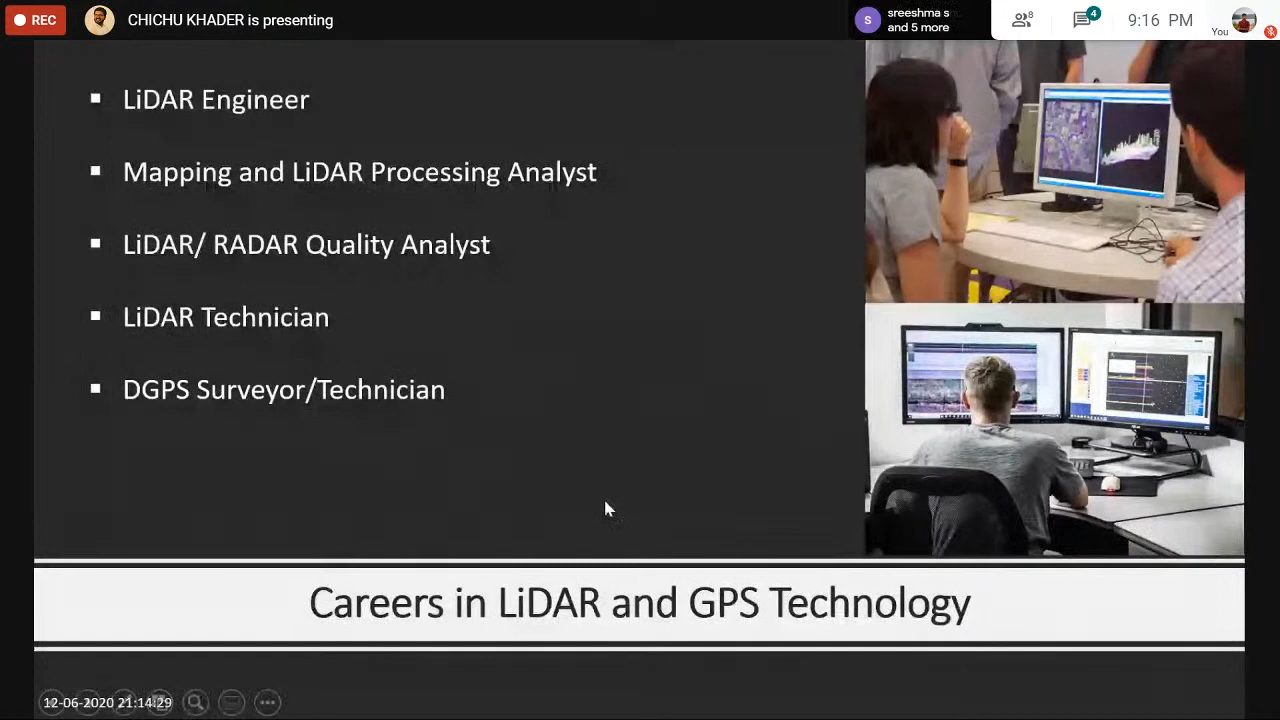 REC
CHICHU KHADER is presenting
S
sreeshma s
and 5 more
8
4
9:16 PM
You
LiDAR Engineer
Mapping and LiDAR Processing Analyst
LiDAR/ RADAR Quality Analyst
LiDAR Technician
DGPS Surveyor/Technician
Careers in LiDAR and GPS Technology
12-06-2020 21:14:29